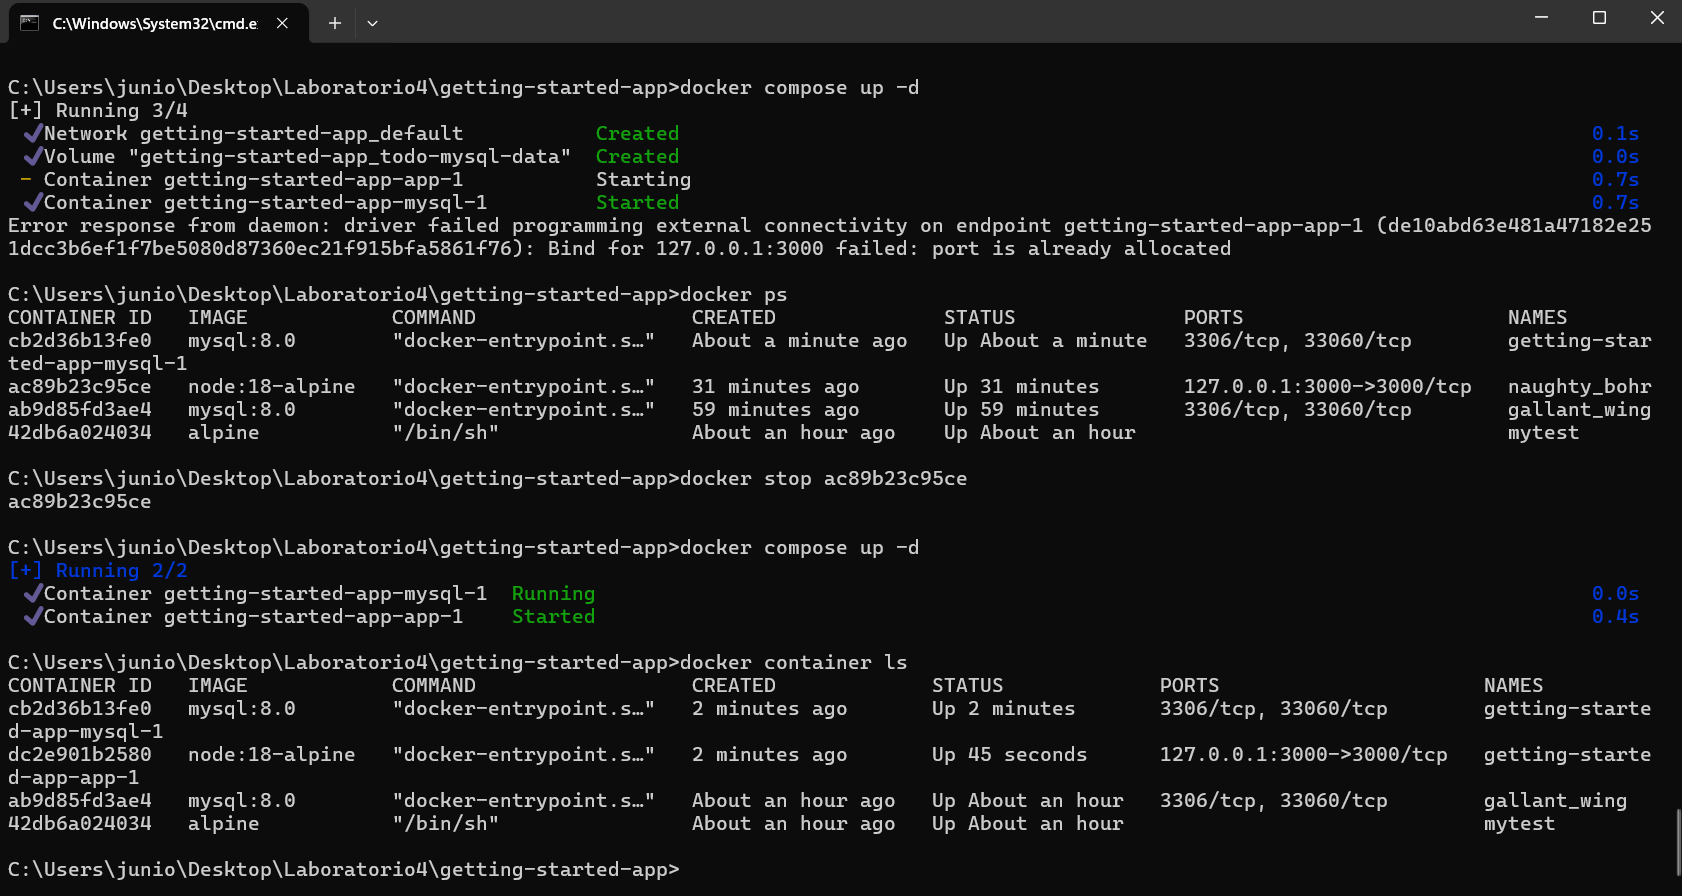 C:\Windows\System32\cmd.e
C:\Users\junio\Desktop\Laboratorio4\getting-started-app>docker compose up -d
[+] Running 3/4
✔Network getting-started-app_default Created 0.1s
✔Volume "getting-started-app_todo-mysql-data" Created 0.0s
- Container getting-started-app-app-1 Starting 0.7s
✔Container getting-started-app-mysql-1 Started 0.7s
Error response from daemon: driver failed programming external connectivity on endpoint getting-started-app-app-1 (de10abd63e481a47182e25
1dcc3b6ef1f7be5080d87360ec21f915bfa5861f76): Bind for 127.0.0.1:3000 failed: port is already allocated
C:\Users\junio\Desktop\Laboratorio4\getting-started-app>docker ps
CONTAINER ID IMAGE COMMAND CREATED STATUS PORTS NAMES
cb2d36b13fe0 mysql:8.0 "docker-entrypoint.s…" About a minute ago Up About a minute 3306/tcp, 33060/tcp getting-star
ted-app-mysql-1
ac89b23c95ce node:18-alpine "docker-entrypoint.s…" 31 minutes ago Up 31 minutes 127.0.0.1:3000->3000/tcp naughty_bohr
ab9d85fd3ae4 mysql:8.0 "docker-entrypoint.s…" 59 minutes ago Up 59 minutes 3306/tcp, 33060/tcp gallant_wing
42db6a024034 alpine "/bin/sh" About an hour ago Up About an hour mytest
C:\Users\junio\Desktop\Laboratorio4\getting-started-app>docker stop ac89b23c95ce
ac89b23c95ce
C:\Users\junio\Desktop\Laboratorio4\getting-started-app>docker compose up -d
[+] Running 2/2
✔Container getting-started-app-mysql-1 Running 0.0s
✔Container getting-started-app-app-1 Started 0.4s
C:\Users\junio\Desktop\Laboratorio4\getting-started-app>docker container ls
CONTAINER ID IMAGE COMMAND CREATED STATUS PORTS NAMES
cb2d36b13fe0 mysql:8.0 "docker-entrypoint.s…" 2 minutes ago Up 2 minutes 3306/tcp, 33060/tcp getting-starte
d-app-mysql-1
dc2e901b2580 node:18-alpine "docker-entrypoint.s…" 2 minutes ago Up 45 seconds 127.0.0.1:3000->3000/tcp getting-starte
d-app-app-1
ab9d85fd3ae4 mysql:8.0 "docker-entrypoint.s…" About an hour ago Up About an hour 3306/tcp, 33060/tcp gallant_wing
42db6a024034 alpine "/bin/sh" About an hour ago Up About an hour mytest
C:\Users\junio\Desktop\Laboratorio4\getting-started-app>